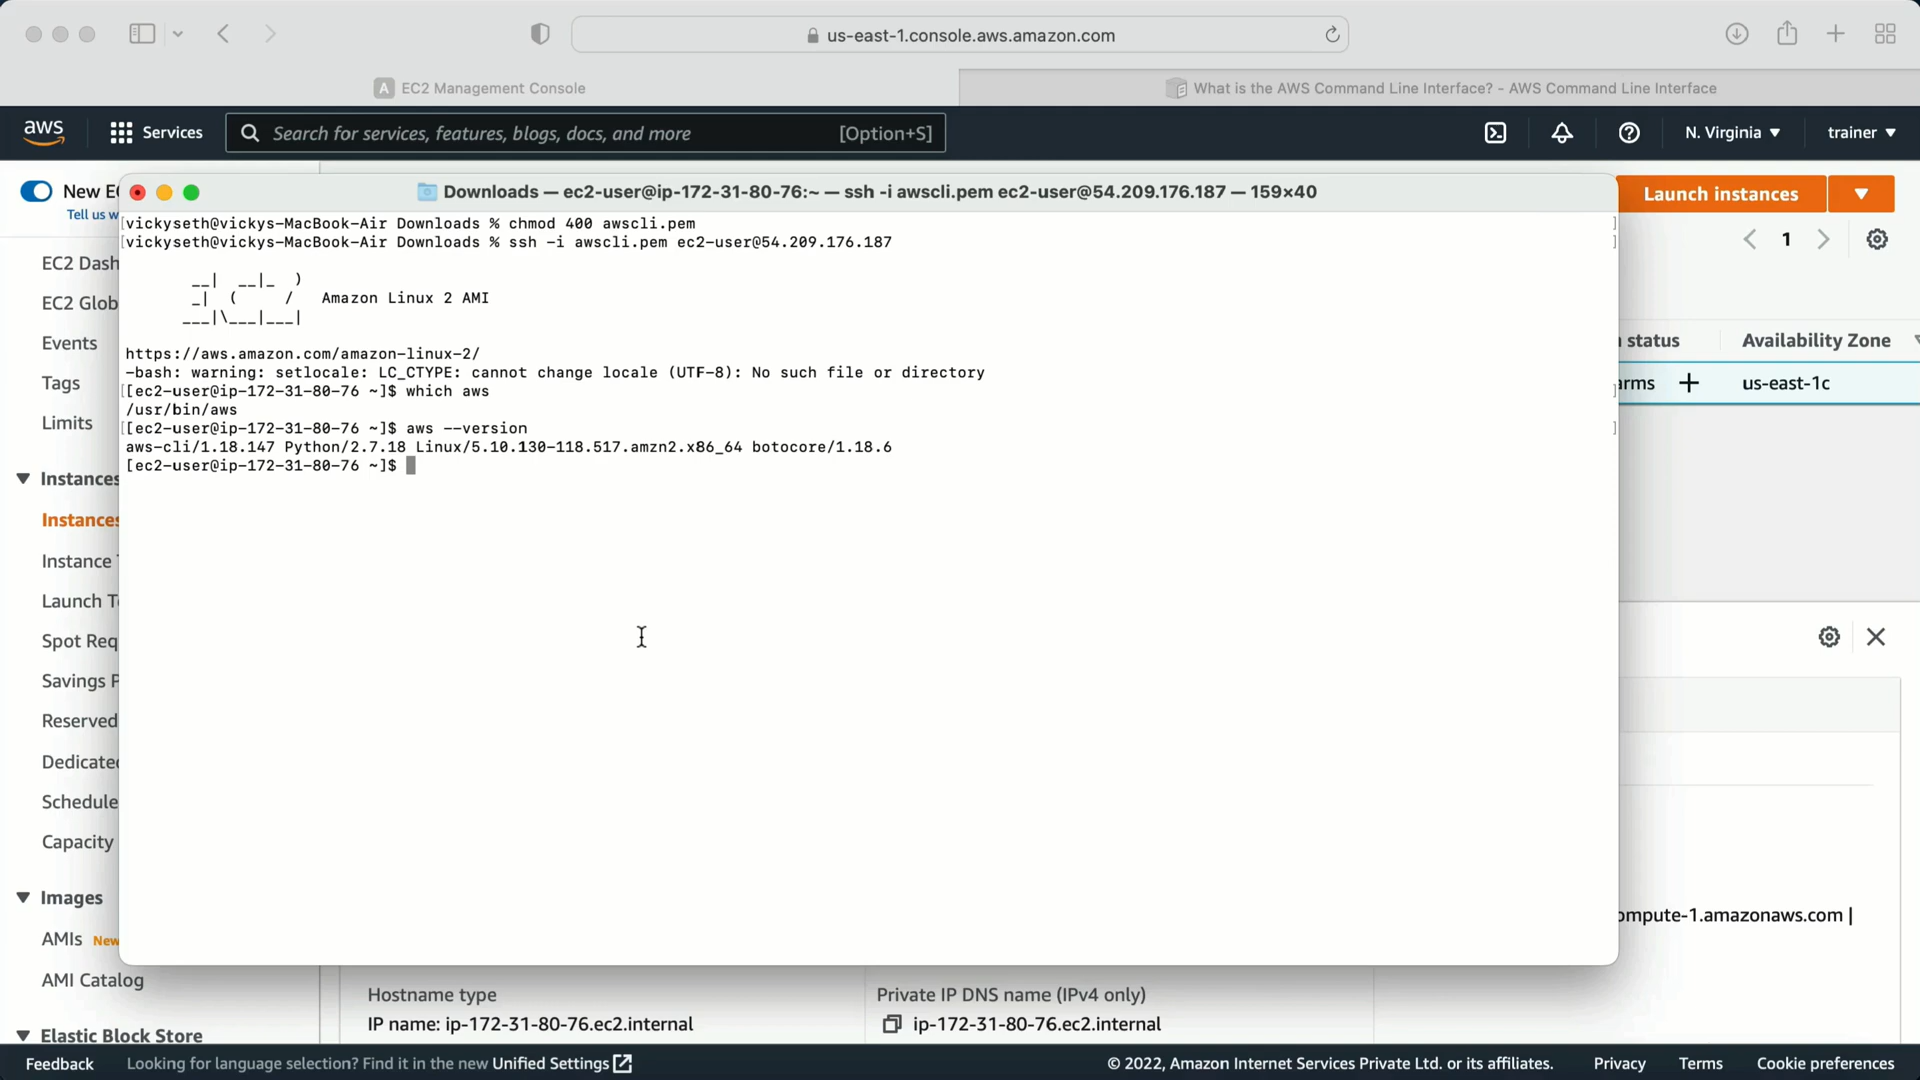 us-east-1.console.aws.amazon.com
A EC2 Management Console
What is the AWS Command Line Interface? - AWS Command Line Interface
aws
Services
Search for services, features, blogs, docs, and more
[Option+S]
N. Virginia
trainer
New EC
Tell us w
Downloads — ec2-user@ip-172-31-80-76:~ — ssh -i awscli.pem ec2-user@54.209.176.187 — 159×40
Launch instances
[vickyseth@vickys-MacBook-Air Downloads % chmod 400 awscli.pem ]
[vickyseth@vickys-MacBook-Air Downloads % ssh -i awscli.pem ec2-user@54.209.176.187 ]
1
       __|  __|_  )
       _|  (     /   Amazon Linux 2 AMI
      ___|\___|___|
https://aws.amazon.com/amazon-linux-2/
-bash: warning: setlocale: LC_CTYPE: cannot change locale (UTF-8): No such file or directory
[[ec2-user@ip-172-31-80-76 ~]$ which aws ]
/usr/bin/aws
[[ec2-user@ip-172-31-80-76 ~]$ aws --version ]
aws-cli/1.18.147 Python/2.7.18 Linux/5.10.130-118.517.amzn2.x86_64 botocore/1.18.6
[ec2-user@ip-172-31-80-76 ~]$
EC2 Dash
EC2 Glob
Events
Tags
Limits
Instances
Instances
Instance T
Launch Te
Spot Req
Savings P
Reserved
Dedicated
Schedule
Capacity
Images
AMIs New
AMI Catalog
Elastic Block Store
status
Availability Zone
arms +
us-east-1c
ompute-1.amazonaws.com |
Hostname type
IP name: ip-172-31-80-76.ec2.internal
Private IP DNS name (IPv4 only)
ip-172-31-80-76.ec2.internal
Feedback
Looking for language selection? Find it in the new Unified Settings
© 2022, Amazon Internet Services Private Ltd. or its affiliates.
Privacy
Terms
Cookie preferences